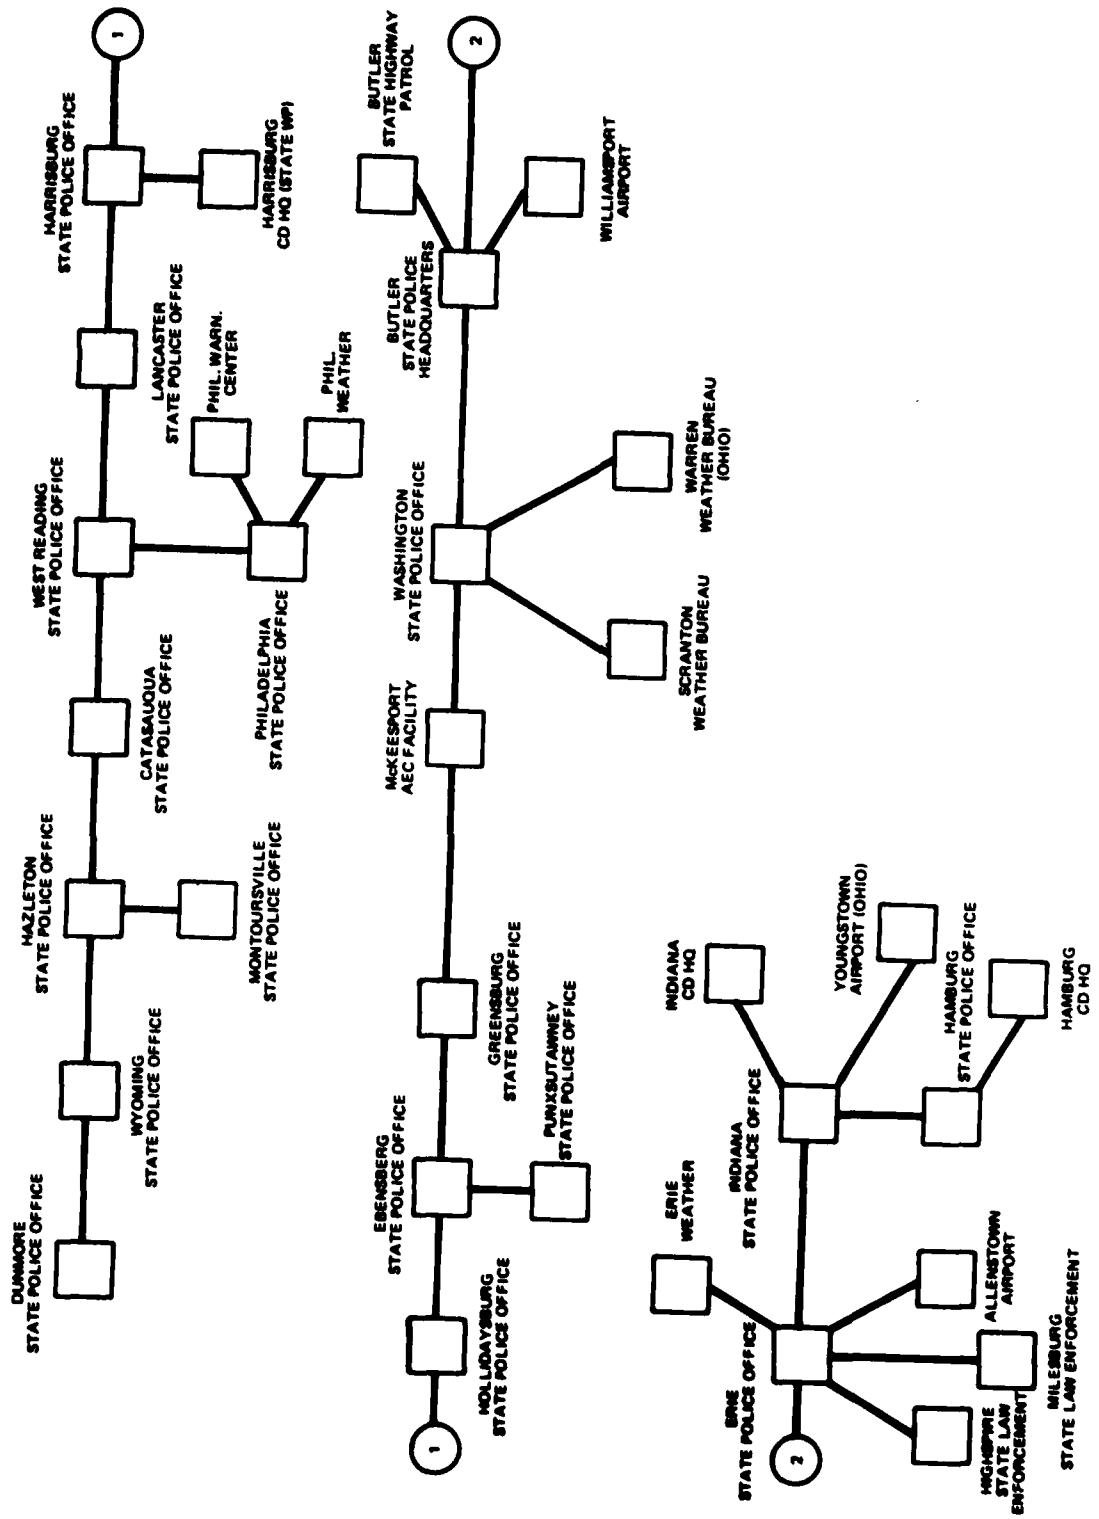 DUNMORE
STATE POLICE OFFICE
WYOMING
STATE POLICE OFFICE
HAZLETON
STATE POLICE OFFICE
MONTOURSVILLE
STATE POLICE OFFICE
CATASAUQUA
STATE POLICE OFFICE
WEST READING
STATE POLICE OFFICE
PHILADELPHIA
STATE POLICE OFFICE
PHIL. WARN.
CENTER
PHIL.
WEATHER
LANCASTER
STATE POLICE OFFICE
HARRISBURG
STATE POLICE OFFICE
HARRISBURG
CD HQ (STATE WP)
1
1
HOLLIDAYSBURG
STATE POLICE OFFICE
EBENSBERG
STATE POLICE OFFICE
PUNXSUTAWNEY
STATE POLICE OFFICE
GREENSBURG
STATE POLICE OFFICE
McKEESPORT
AEC FACILITY
WASHINGTON
STATE POLICE OFFICE
SCRANTON
WEATHER BUREAU
WARREN
WEATHER BUREAU
(OHIO)
BUTLER
STATE POLICE
HEADQUARTERS
BUTLER
STATE HIGHWAY
PATROL
WILLIAMSPORT
AIRPORT
2
2
ERIE
STATE POLICE OFFICE
ERIE
WEATHER
HIGHSPIRE
STATE LAW
ENFORCEMENT
MILESBURG
STATE LAW ENFORCEMENT
ALLENSTOWN
AIRPORT
INDIANA
STATE POLICE OFFICE
INDIANA
CD HQ
YOUNGSTOWN
AIRPORT (OHIO)
HAMBURG
STATE POLICE OFFICE
HAMBURG
CD HQ